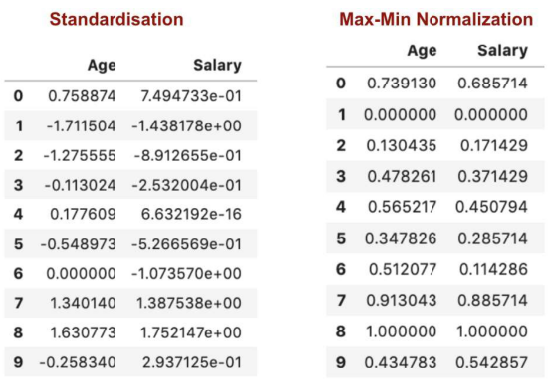 Standardisation Max-Min Normalization
Age Salary Age Salary
0 0.758874 7.494733e-01 0 0.739130 0.685714
1 -1.711504 -1.438178e+00 1 0.000000 0.000000
2 -1.275555 -8.912655e-01 2 0.130435 0.171429
3 -0.113024 -2.532004e-01 3 0.478261 0.371429
4 0.177609 6.632192e-16 4 0.565217 0.450794
5 -0.548973 -5.266569e-01 5 0.347826 0.285714
6 0.000000 -1.073570e+00 6 0.512077 0.114286
7 1.340140 1.387538e+00 7 0.913043 0.885714
8 1.630773 1.752147e+00 8 1.000000 1.000000
9 -0.258340 2.937125e-01 9 0.434783 0.542857